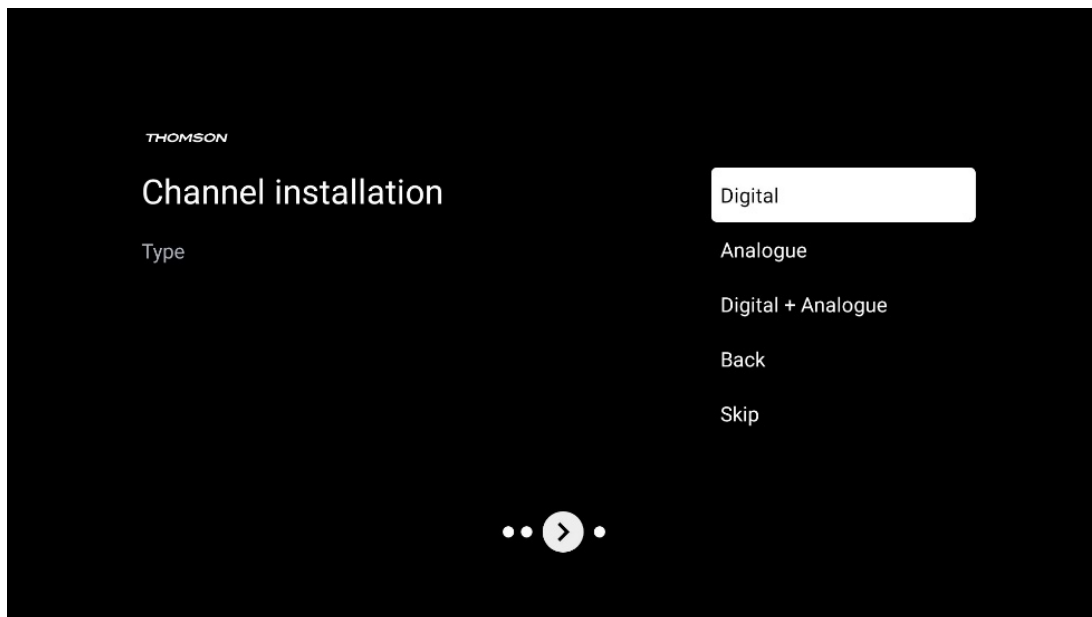 THOMSON
Channel installation
Type
Digital
Analogue
Digital + Analogue
Back
Skip